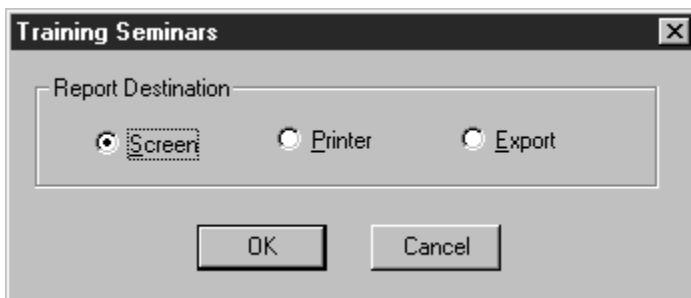 Training Seminars
Report Destination
Screen Printer Export
OK Cancel